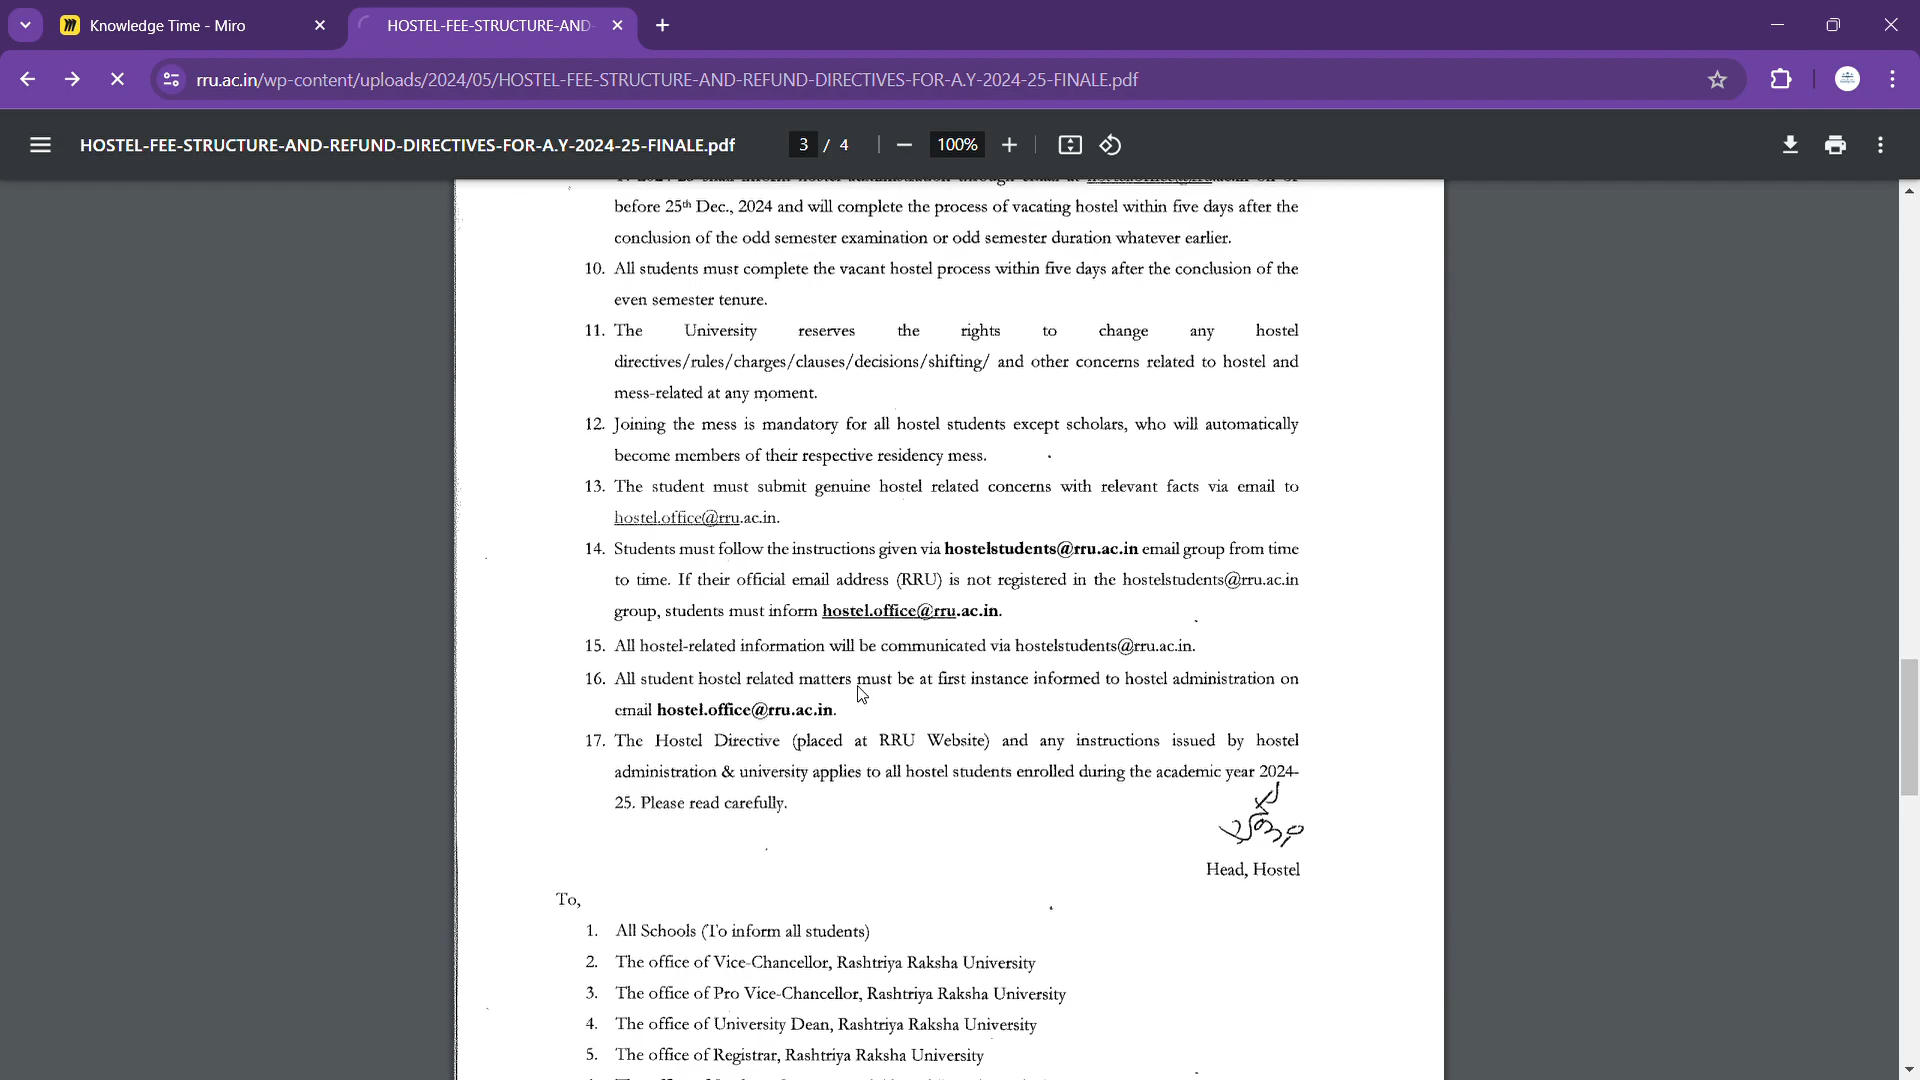 Knowledge Time - Miro
HOSTEL-FEE-STRUCTURE-AND-
rru.ac.in/wp-content/uploads/2024/05/HOSTEL-FEE-STRUCTURE-AND-REFUND-DIRECTIVES-FOR-A.Y-2024-25-FINALE.pdf
HOSTEL-FEE-STRUCTURE-AND-REFUND-DIRECTIVES-FOR-A.Y-2024-25-FINALE.pdf 3 / 4 100%
before 25th Dec., 2024 and will complete the process of vacating hostel within five days after the
conclusion of the odd semester examination or odd semester duration whatever earlier.
10. All students must complete the vacant hostel process within five days after the conclusion of the
even semester tenure.
11. The University reserves the rights to change any hostel
directives/rules/charges/clauses/decisions/shifting/ and other concerns related to hostel and
mess-related at any moment.
12. Joining the mess is mandatory for all hostel students except scholars, who will automatically
become members of their respective residency mess.
13. The student must submit genuine hostel related concerns with relevant facts via email to
hostel.office@rru.ac.in.
14. Students must follow the instructions given via hostelstudents@rru.ac.in email group from time
to time. If their official email address (RRU) is not registered in the hostelstudents@rru.ac.in
group, students must inform hostel.office@rru.ac.in.
15. All hostel-related information will be communicated via hostelstudents@rru.ac.in.
16. All student hostel related matters must be at first instance informed to hostel administration on
email hostel.office@rru.ac.in.
17. The Hostel Directive (placed at RRU Website) and any instructions issued by hostel
administration & university applies to all hostel students enrolled during the academic year 2024-
25. Please read carefully.
Head, Hostel
To,
1. All Schools (To inform all students)
2. The office of Vice-Chancellor, Rashtriya Raksha University
3. The office of Pro Vice-Chancellor, Rashtriya Raksha University
4. The office of University Dean, Rashtriya Raksha University
5. The office of Registrar, Rashtriya Raksha University